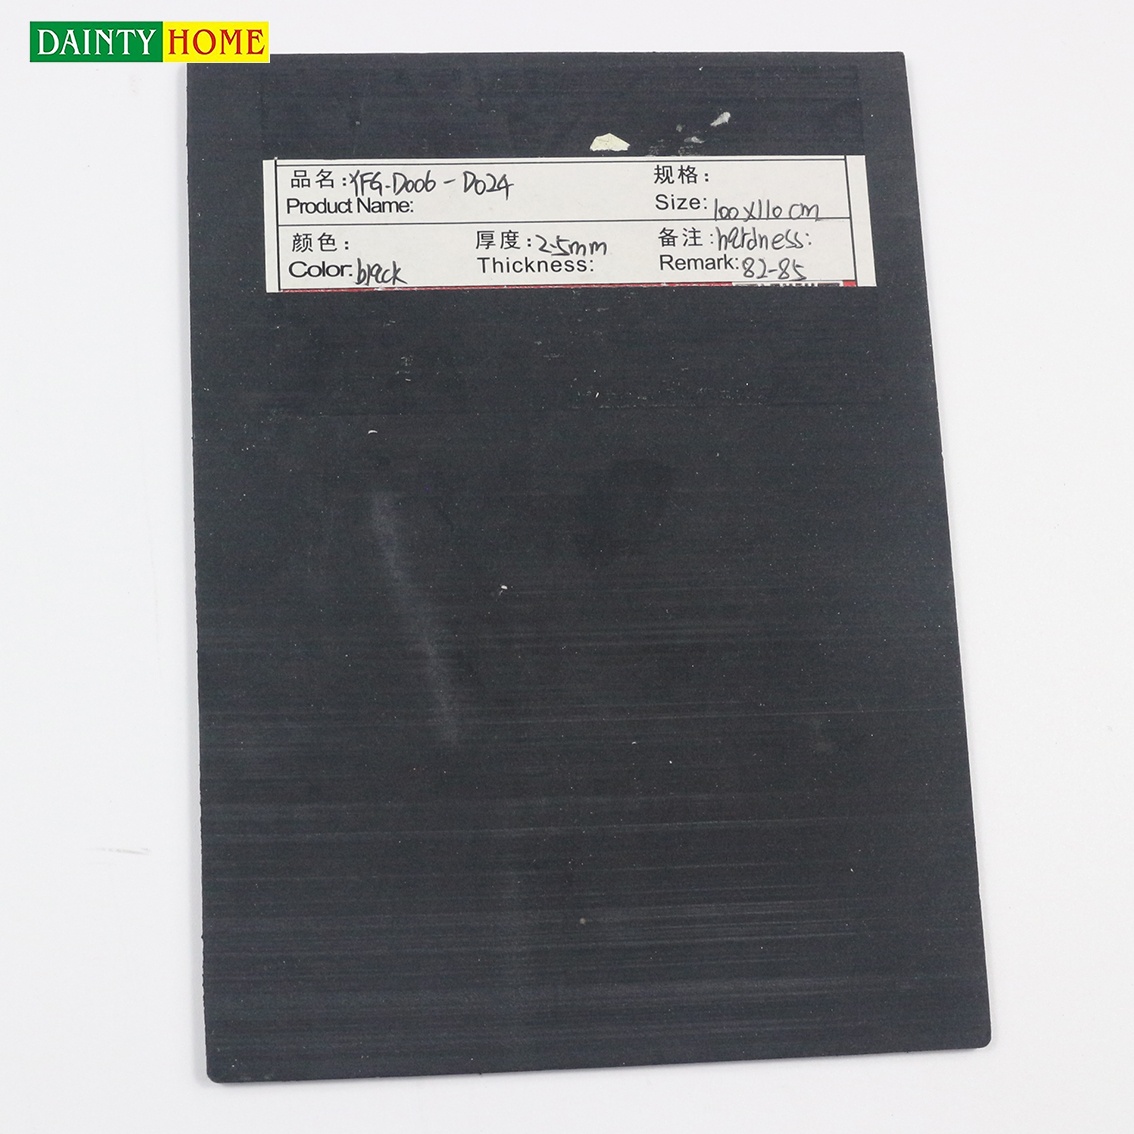 DAINTY HOME
品名:YFG-D006-D024 规格:
Product Name: Size: 100X110cm
颜色: 厚度:2.5mm 备注:hardness:
Color:black Thickness: Remark:82-85